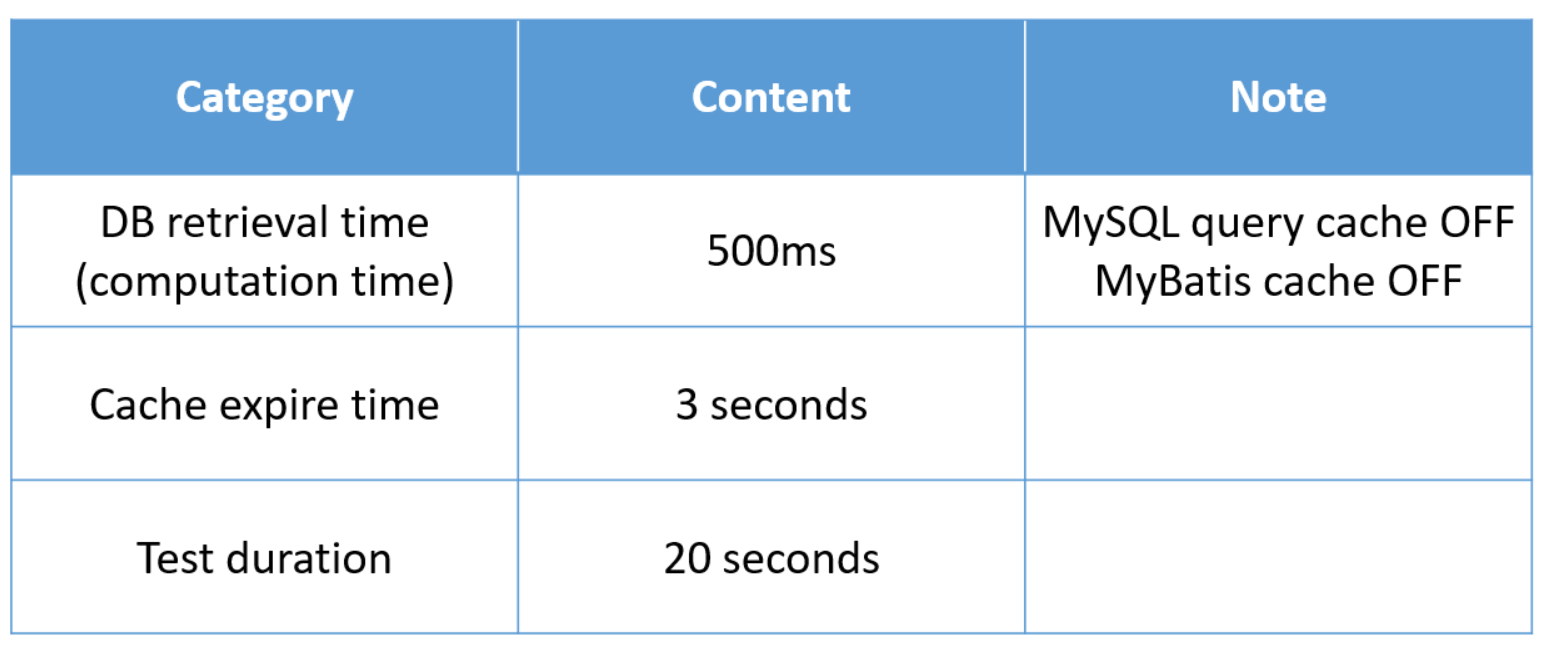 Category
Content
Note
DB retrieval time
(computation time)
500ms
MySQL query cache OFF
MyBatis cache OFF
Cache expire time
3 seconds
Test duration
20 seconds